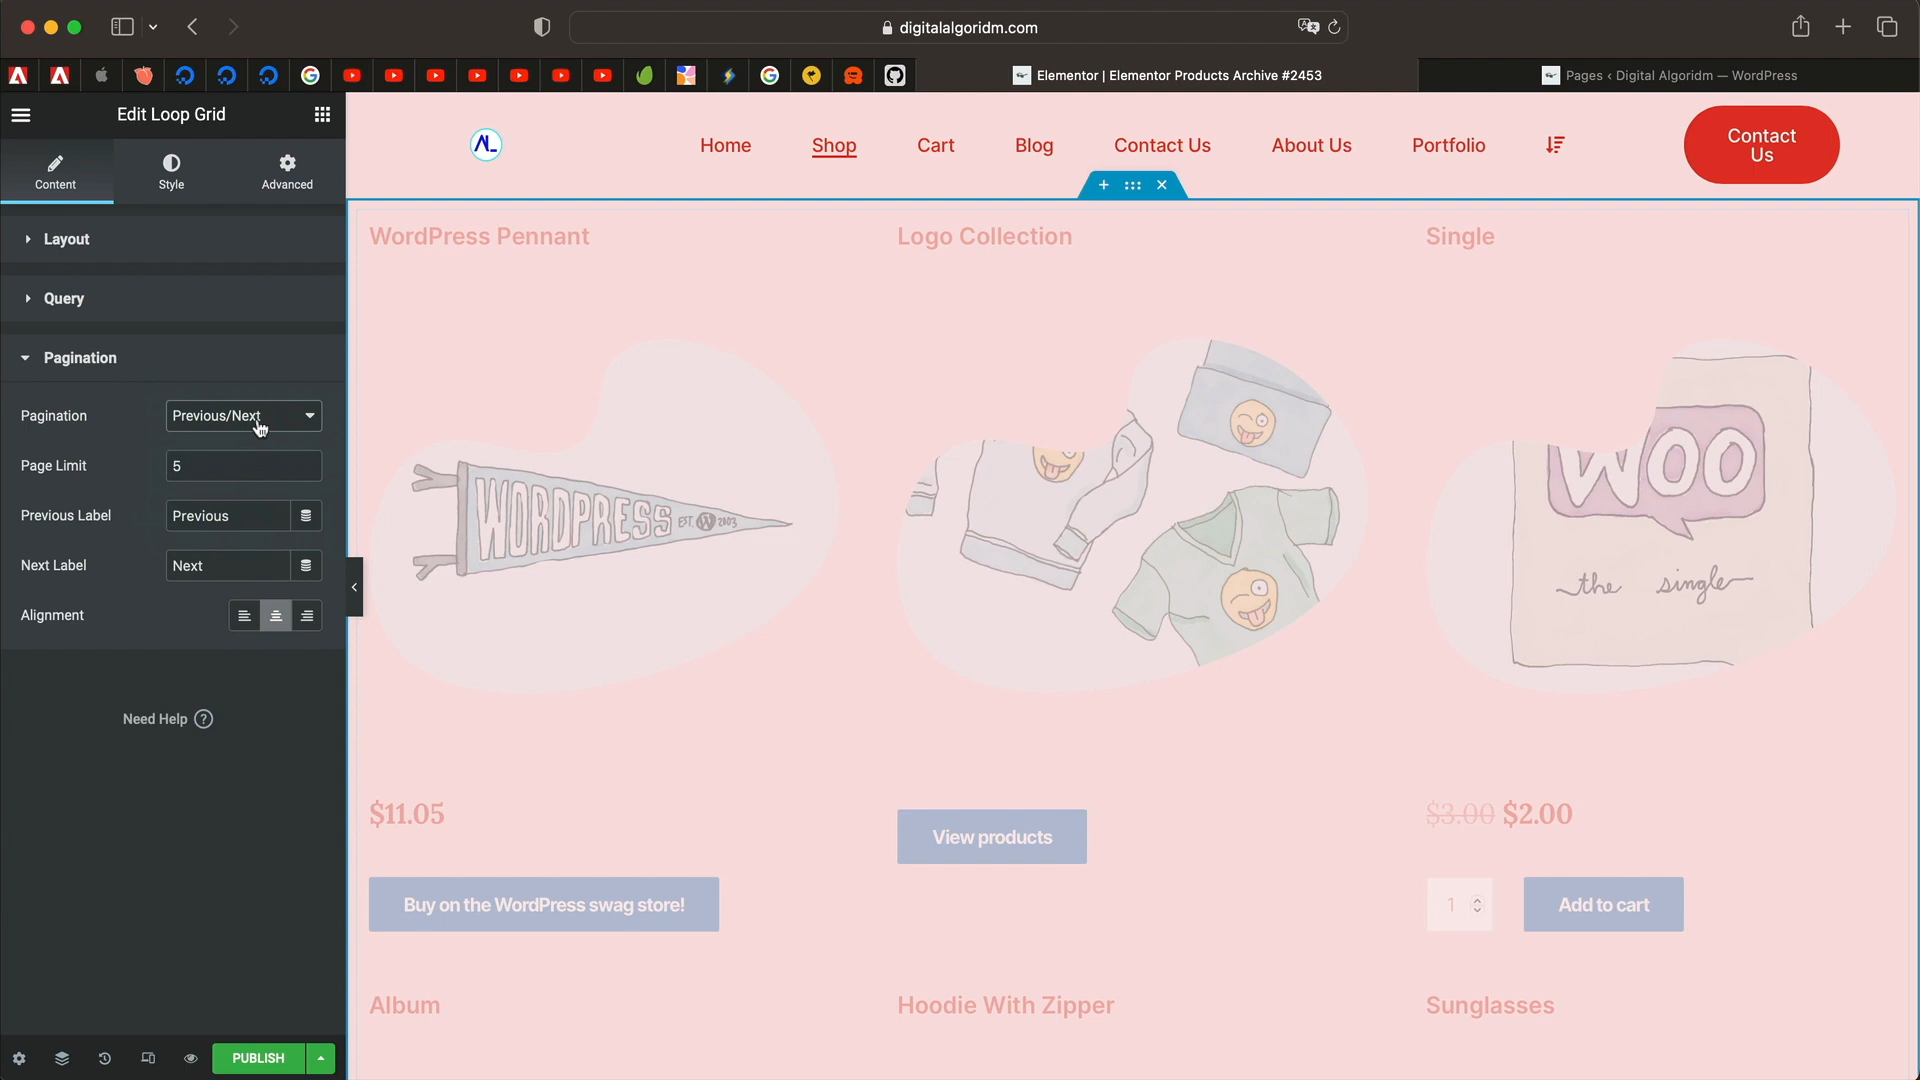 digitalalgoridm.com
Elementor | Elementor Products Archive #2453
Pages ‹ Digital Algoridm — WordPress
Edit Loop Grid
Content
Style
Advanced
Layout
Query
Pagination
Pagination
Previous/Next
Page Limit
5
Previous Label
Previous
Next Label
Next
Alignment
Need Help ?
PUBLISH
Home
Shop
Cart
Blog
Contact Us
About Us
Portfolio
Contact
Us
WordPress Pennant
Logo Collection
Single
WORDPRESS EST. 2003
WOO
the single
$11.05
View products
$3.00 $2.00
Buy on the WordPress swag store!
1
Add to cart
Album
Hoodie With Zipper
Sunglasses